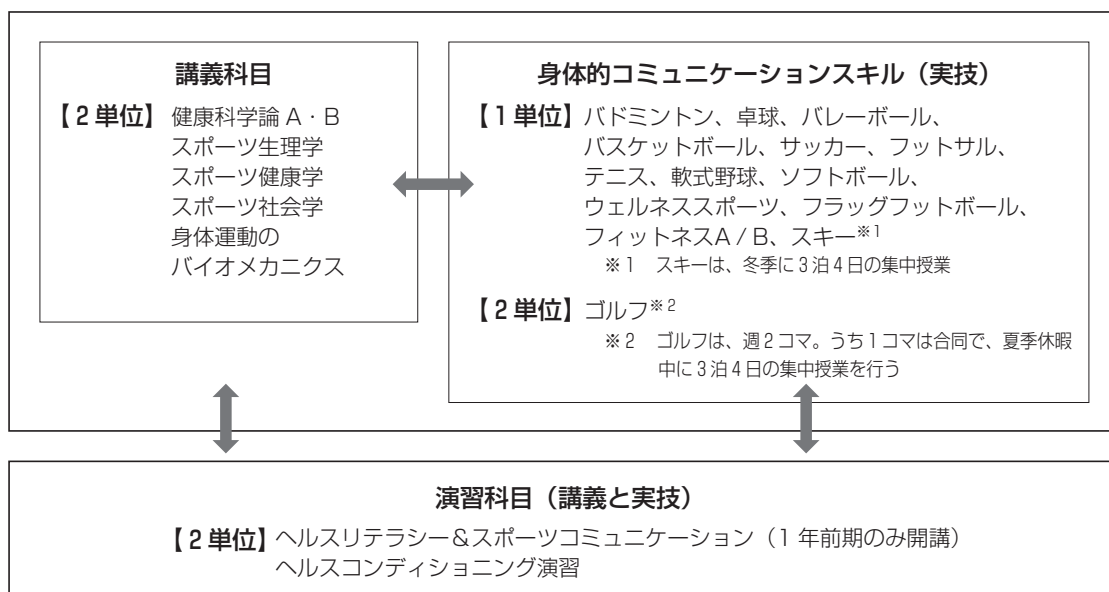 講義科目
【2単位】健康科学論 A・B
スポーツ生理学
スポーツ健康学
スポーツ社会学
身体運動の
バイオメカニクス
身体的コミュニケーションスキル（実技）
【1単位】バドミントン、卓球、バレーボール、
バスケットボール、サッカー、フットサル、
テニス、軟式野球、ソフトボール、
ウェルネススポーツ、フラッグフットボール、
フィットネスA / B、スキー※1
※1　スキーは、冬季に3泊4日の集中授業
【2単位】ゴルフ※2
※2　ゴルフは、週2コマ。うち1コマは合同で、夏季休暇
中に3泊4日の集中授業を行う
演習科目（講義と実技）
【2単位】ヘルスリテラシー＆スポーツコミュニケーション（1年前期のみ開講）
ヘルスコンディショニング演習